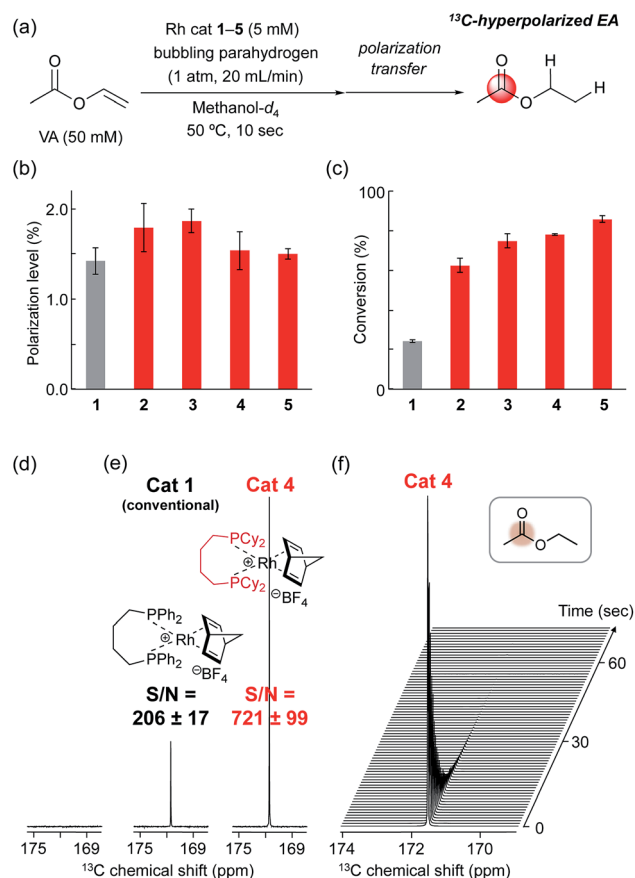 (a)
Rh cat 1–5 (5 mM)
bubbling parahydrogen
(1 atm, 20 mL/min)
Methanol-d4
50 ºC, 10 sec
polarization
transfer
¹³C-hyperpolarized EA
O
O
VA (50 mM)
O
O
H
H
(b)
Polarization level (%)
2.0
1.0
0.0
1 2 3 4 5
(c)
Conversion (%)
100
0
1 2 3 4 5
(d)
175 169
(e)
Cat 1
(conventional)
PPh2
PPh2
⊕
Rh
⊖BF4
S/N =
206 ± 17
175 169
Cat 4
PCy2
PCy2
⊕
Rh
⊖BF4
S/N =
721 ± 99
175 169
¹³C chemical shift (ppm)
(f)
Cat 4
O
O
Time (sec)
60
30
0
174 172 170
¹³C chemical shift (ppm)